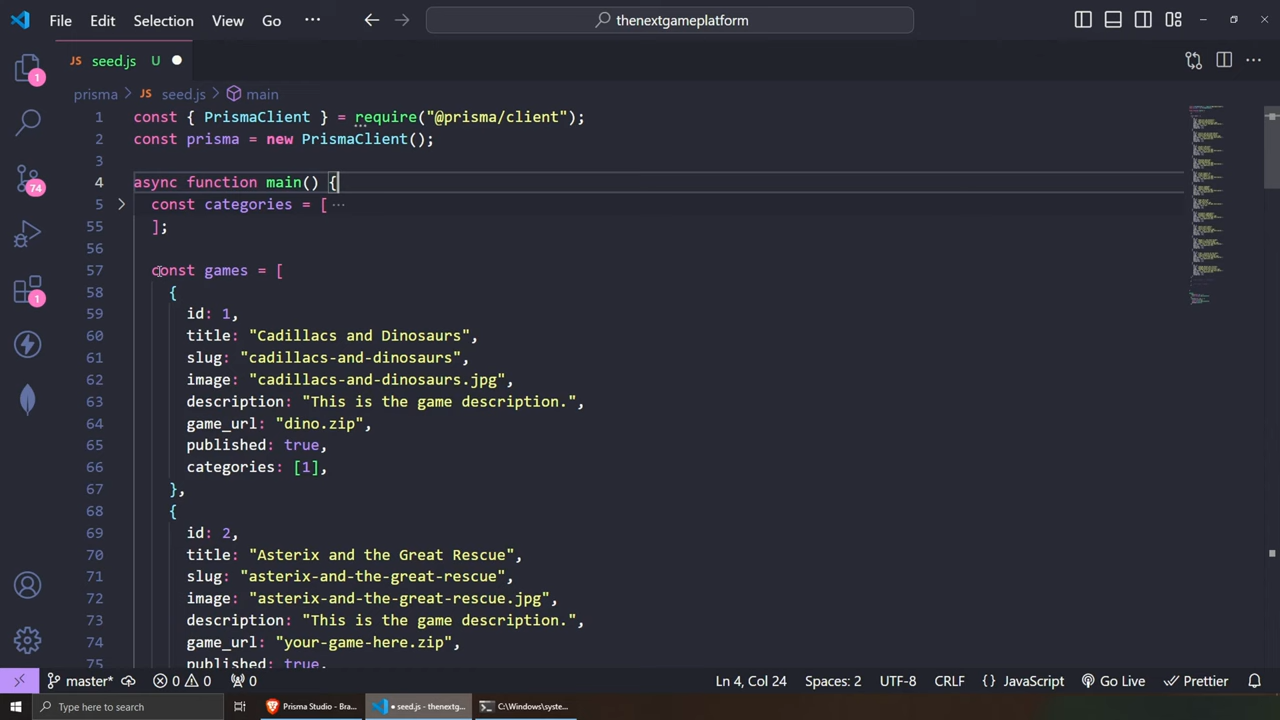 File Edit Selection View Go ··· thenextgameplatform
JS seed.js U
prisma > JS seed.js > main
1 const { PrismaClient } = require("@prisma/client");
2 const prisma = new PrismaClient();
3
4 async function main() {
5 const categories = [ ···
55 ];
56
57 const games = [
58 {
59 id: 1,
60 title: "Cadillacs and Dinosaurs",
61 slug: "cadillacs-and-dinosaurs",
62 image: "cadillacs-and-dinosaurs.jpg",
63 description: "This is the game description.",
64 game_url: "dino.zip",
65 published: true,
66 categories: [1],
67 },
68 {
69 id: 2,
70 title: "Asterix and the Great Rescue",
71 slug: "asterix-and-the-great-rescue",
72 image: "asterix-and-the-great-rescue.jpg",
73 description: "This is the game description.",
74 game_url: "your-game-here.zip",
75 published: true,
1
74
1
master* 0 0 0 Ln 4, Col 24 Spaces: 2 UTF-8 CRLF {} JavaScript Go Live Prettier
Type here to search Prisma Studio - Bra... seed.js - thenextg... C:\Windows\syste...